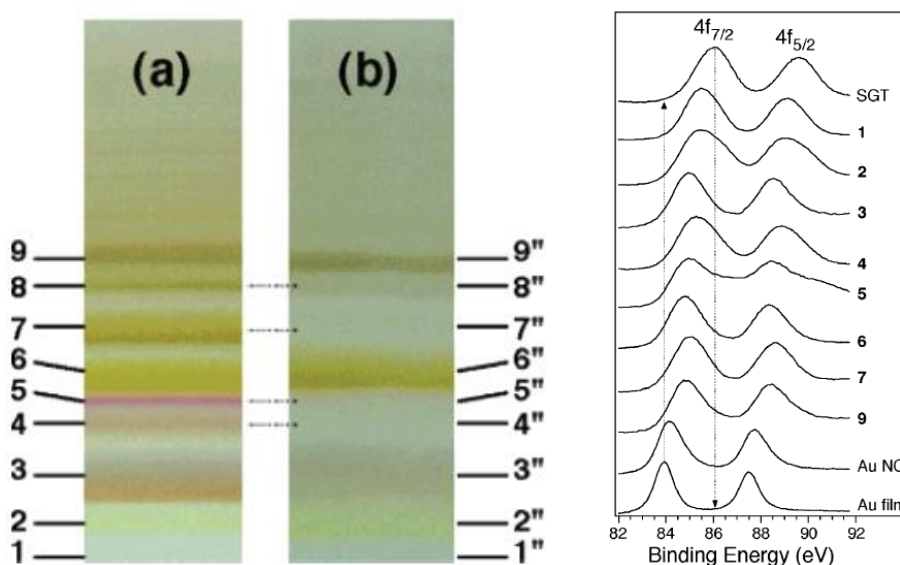 (a)
(b)
9
8
7
6
5
4
3
2
1
9"
8"
7"
6"
5"
4"
3"
2"
1"
4f7/2
4f5/2
SGT
1
2
3
4
5
6
7
9
Au NC
Au film
82 84 86 88 90 92
Binding Energy (eV)